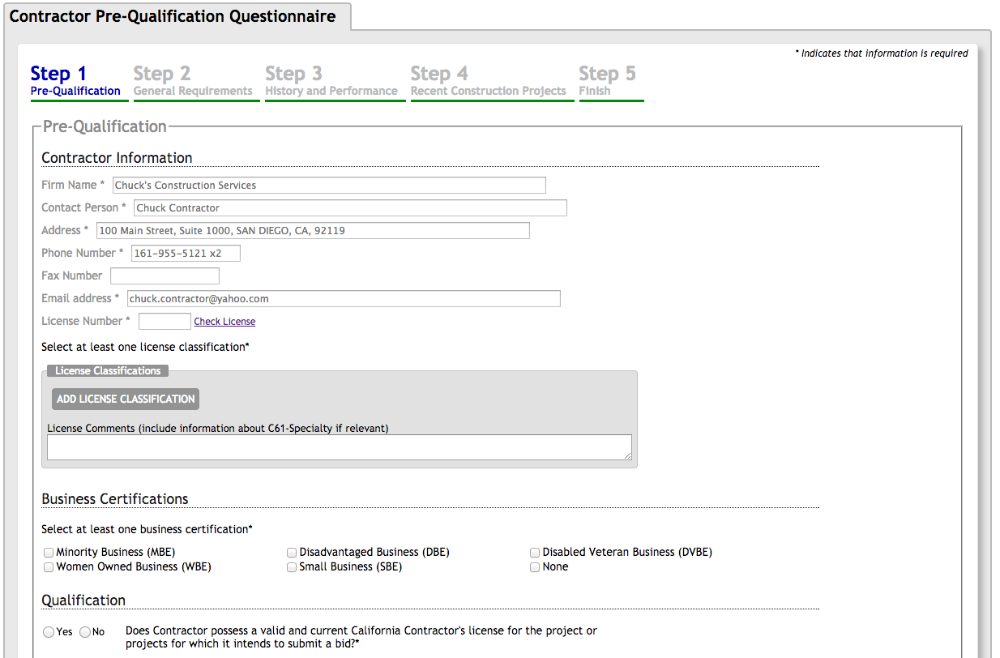 Contractor Pre-Qualification Questionnaire
* Indicates that information is required
Step 1 Step 2 Step 3 Step 4 Step 5
Pre-Qualification General Requirements History and Performance Recent Construction Projects Finish
Pre-Qualification
Contractor Information
Firm Name * Chuck's Construction Services
Contact Person * Chuck Contractor
Address * 100 Main Street, Suite 1000, SAN DIEGO, CA, 92119
Phone Number * 161-955-5121 x2
Fax Number
Email address * chuck.contractor@yahoo.com
License Number * Check License
Select at least one license classification*
License Classifications
ADD LICENSE CLASSIFICATION
License Comments (include information about C61-Specialty if relevant)
Business Certifications
Select at least one business certification*
Minority Business (MBE) Disadvantaged Business (DBE) Disabled Veteran Business (DVBE)
Women Owned Business (WBE) Small Business (SBE) None
Qualification
Yes No Does Contractor possess a valid and current California Contractor's license for the project or
projects for which it intends to submit a bid?*